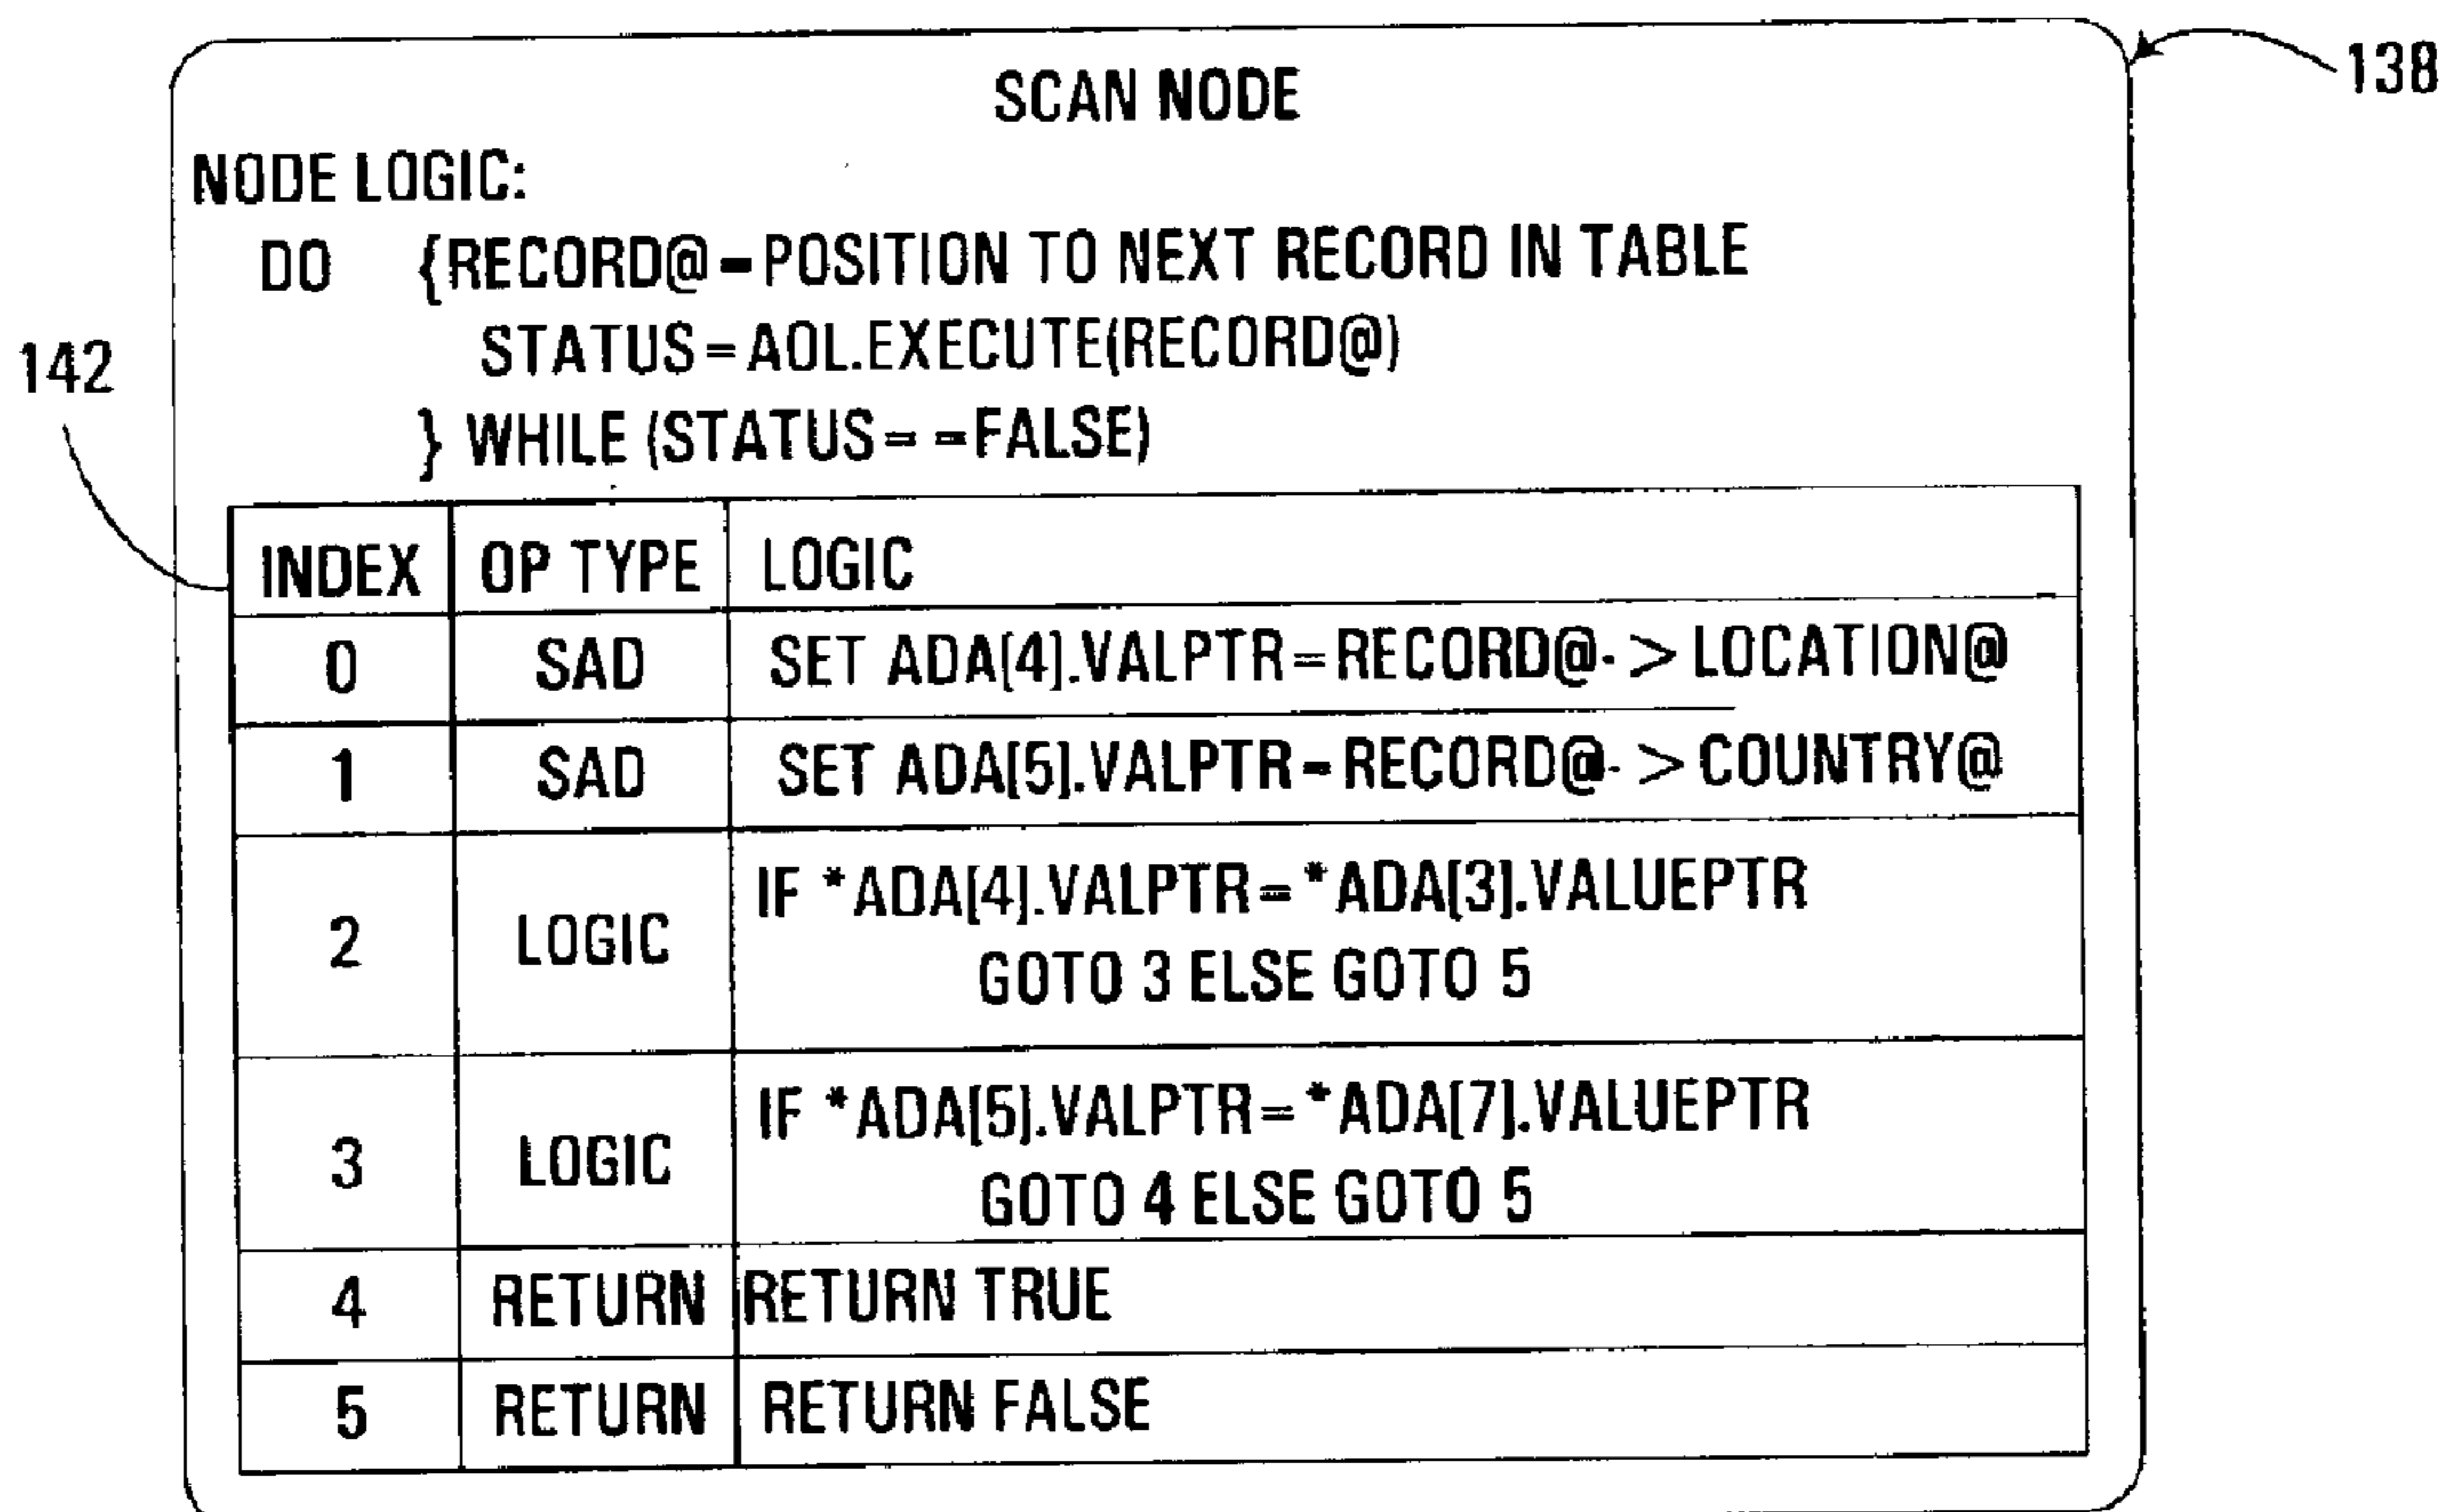 SCAN NODE
138
NODE LOGIC:
DO {RECORD@=POSITION TO NEXT RECORD IN TABLE
STATUS=AOL.EXECUTE(RECORD@)
} WHILE (STATUS= =FALSE)
142
INDEX OP TYPE LOGIC
0 SAD SET ADA[4].VALPTR=RECORD@- > LOCATION@
1 SAD SET ADA[5].VALPTR=RECORD@- > COUNTRY@
2 LOGIC IF *ADA[4].VALPTR= *ADA[3].VALUEPTR
GOTO 3 ELSE GOTO 5
3 LOGIC IF *ADA[5].VALPTR= *ADA[7].VALUEPTR
GOTO 4 ELSE GOTO 5
4 RETURN RETURN TRUE
5 RETURN RETURN FALSE